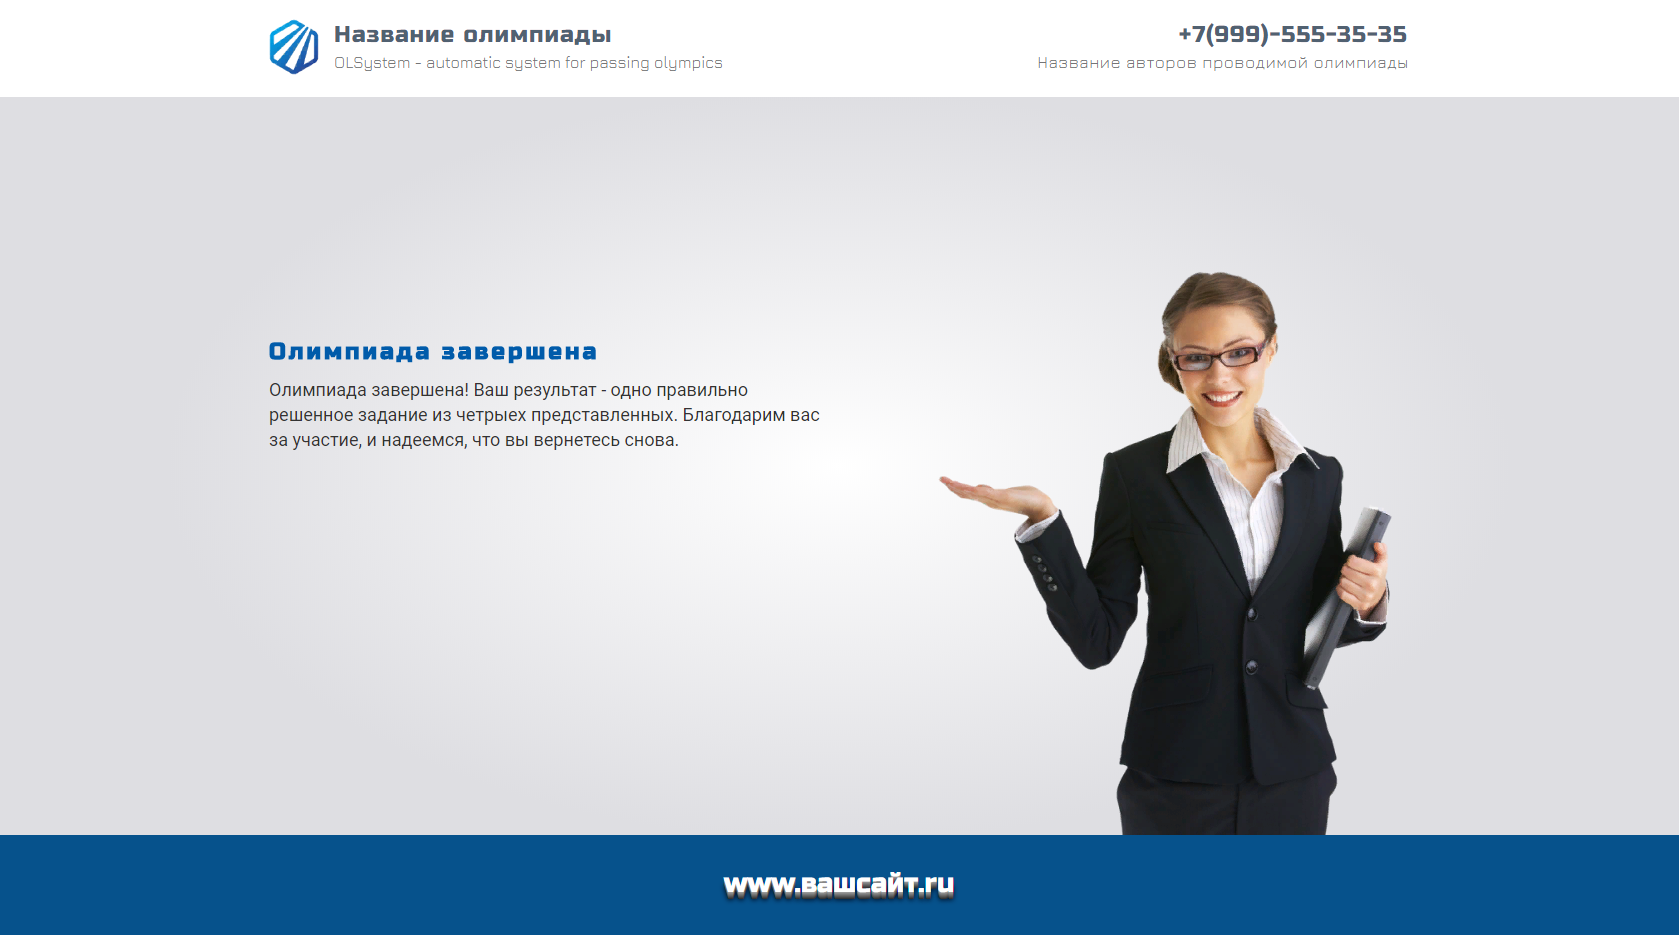 Название олимпиады
OLSystem - automatic system for passing olympics
+7(999)-555-35-35
Название авторов проводимой олимпиады
Олимпиада завершена
Олимпиада завершена! Ваш результат - одно правильно
решенное задание из четрыех представленных. Благодарим вас
за участие, и надеемся, что вы вернетесь снова.
www.вашсайт.ru